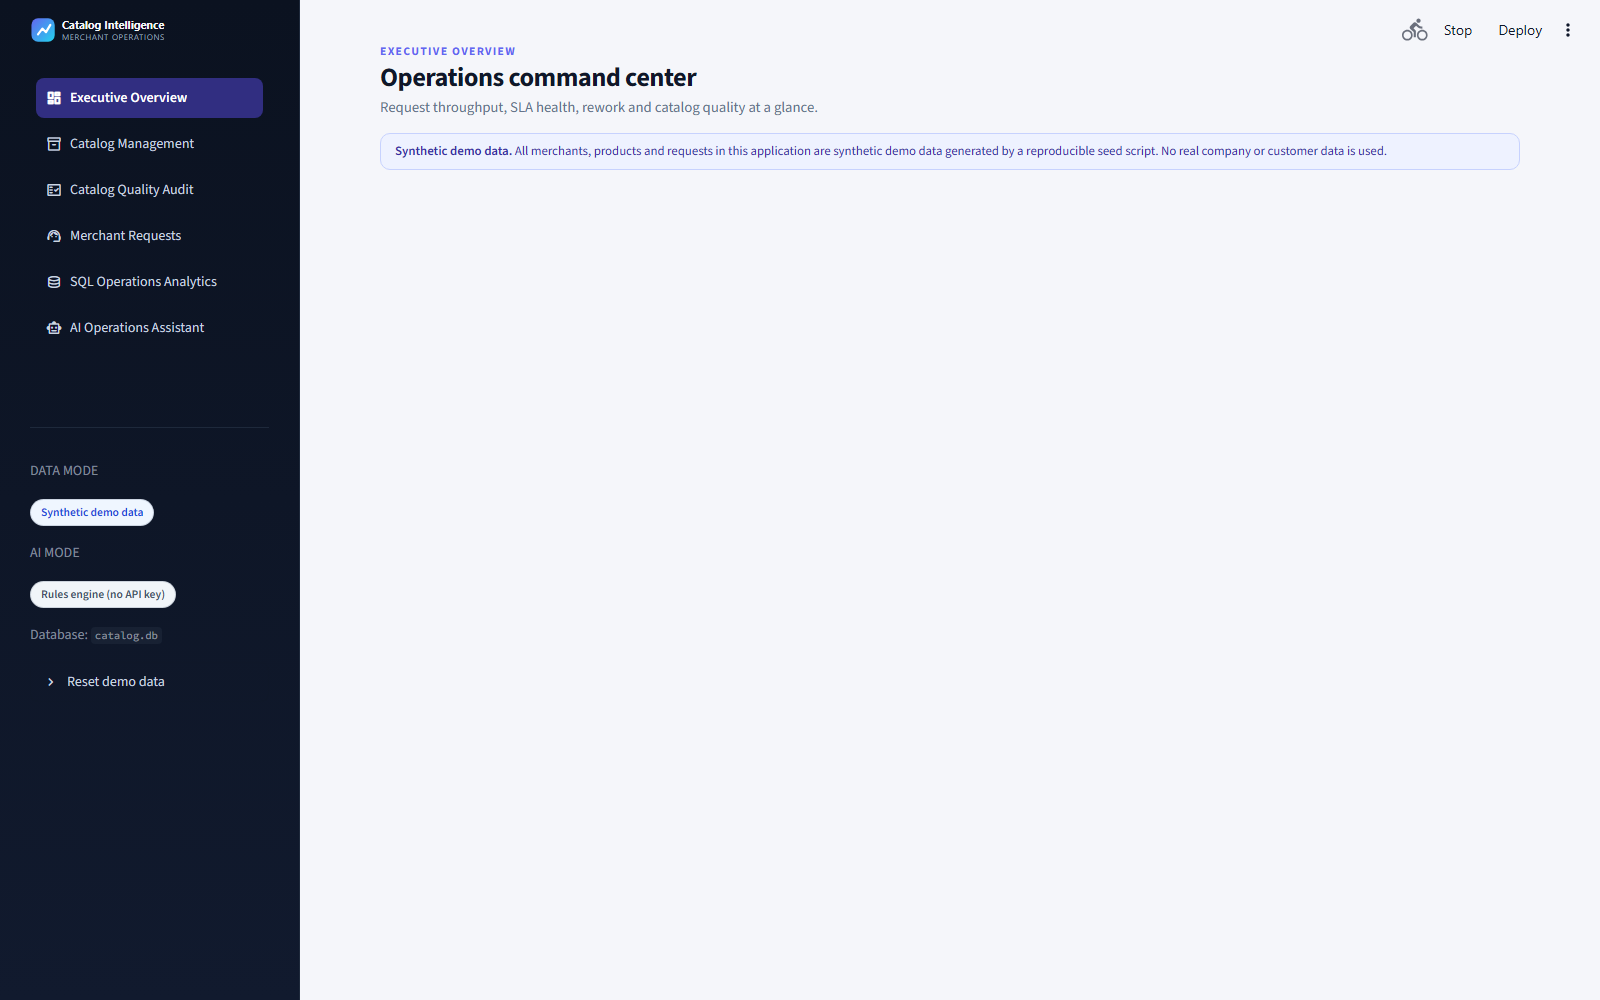 Catalog Intelligence
MERCHANT OPERATIONS
Executive Overview
Catalog Management
Catalog Quality Audit
Merchant Requests
SQL Operations Analytics
AI Operations Assistant
DATA MODE
Synthetic demo data
AI MODE
Rules engine (no API key)
Database: catalog.db
Reset demo data
Stop
Deploy
EXECUTIVE OVERVIEW
Operations command center
Request throughput, SLA health, rework and catalog quality at a glance.
Synthetic demo data. All merchants, products and requests in this application are synthetic demo data generated by a reproducible seed script. No real company or customer data is used.